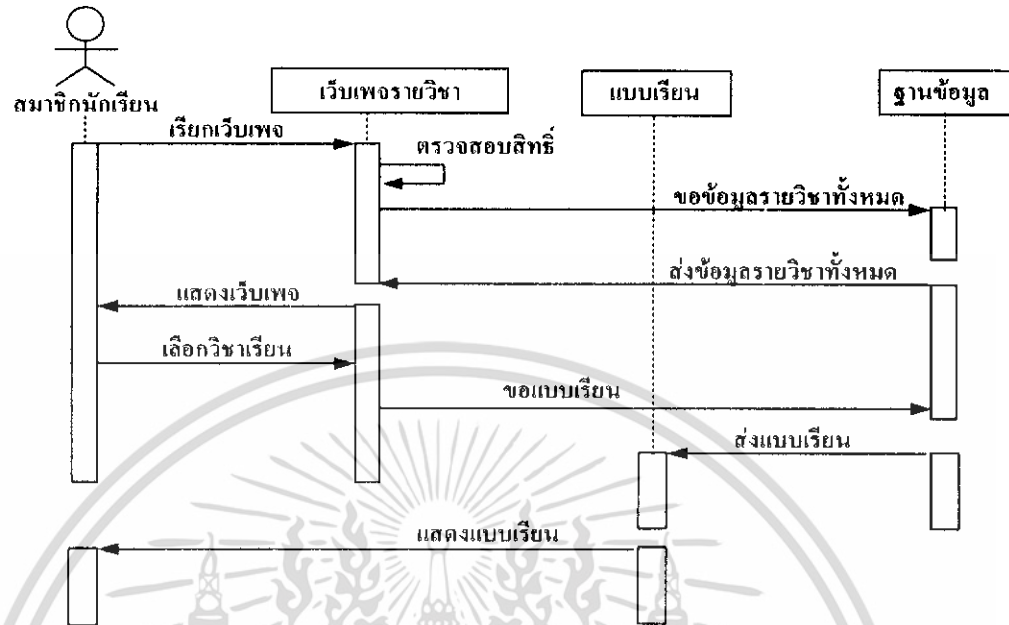 สมาชิกนักเรียน
เว็บเพจรายวิชา
แบบเรียน
ฐานข้อมูล
เรียกเว็บเพจ
ตรวจสอบสิทธิ์
ขอข้อมูลรายวิชาทั้งหมด
ส่งข้อมูลรายวิชาทั้งหมด
แสดงเว็บเพจ
เลือกวิชาเรียน
ขอแบบเรียน
ส่งแบบเรียน
แสดงแบบเรียน